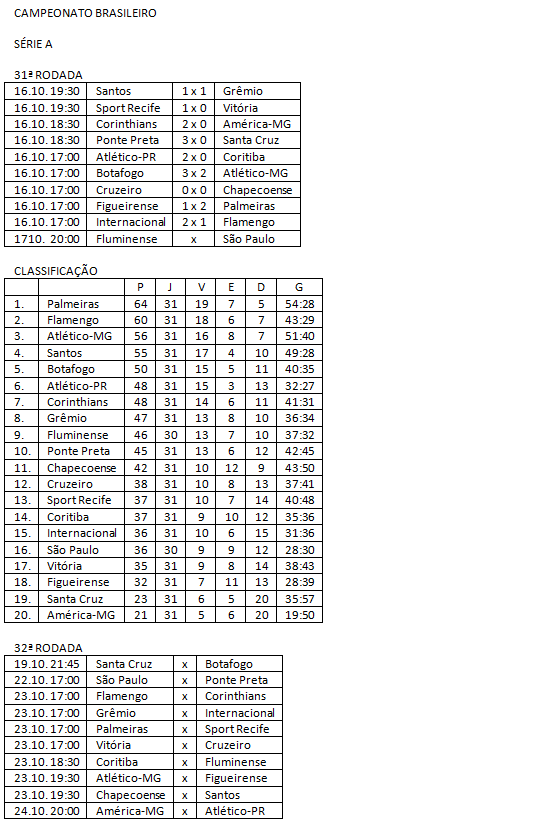 CAMPEONATO BRASILEIRO
SÉRIE A
31ª RODADA
16.10. 19:30 Santos 1 x 1 Grêmio
16.10. 19:30 Sport Recife 1 x 0 Vitória
16.10. 18:30 Corinthians 2 x 0 América-MG
16.10. 18:30 Ponte Preta 3 x 0 Santa Cruz
16.10. 17:00 Atlético-PR 2 x 0 Coritiba
16.10. 17:00 Botafogo 3 x 2 Atlético-MG
16.10. 17:00 Cruzeiro 0 x 0 Chapecoense
16.10. 17:00 Figueirense 1 x 2 Palmeiras
16.10. 17:00 Internacional 2 x 1 Flamengo
1710. 20:00 Fluminense x São Paulo
CLASSIFICAÇÃO
P J V E D G
1. Palmeiras 64 31 19 7 5 54:28
2. Flamengo 60 31 18 6 7 43:29
3. Atlético-MG 56 31 16 8 7 51:40
4. Santos 55 31 17 4 10 49:28
5. Botafogo 50 31 15 5 11 40:35
6. Atlético-PR 48 31 15 3 13 32:27
7. Corinthians 48 31 14 6 11 41:31
8. Grêmio 47 31 13 8 10 36:34
9. Fluminense 46 30 13 7 10 37:32
10. Ponte Preta 45 31 13 6 12 42:45
11. Chapecoense 42 31 10 12 9 43:50
12. Cruzeiro 38 31 10 8 13 37:41
13. Sport Recife 37 31 10 7 14 40:48
14. Coritiba 37 31 9 10 12 35:36
15. Internacional 36 31 10 6 15 31:36
16. São Paulo 36 30 9 9 12 28:30
17. Vitória 35 31 9 8 14 38:43
18. Figueirense 32 31 7 11 13 28:39
19. Santa Cruz 23 31 6 5 20 35:57
20. América-MG 21 31 5 6 20 19:50
32ª RODADA
19.10. 21:45 Santa Cruz x Botafogo
22.10. 17:00 São Paulo x Ponte Preta
23.10. 17:00 Flamengo x Corinthians
23.10. 17:00 Grêmio x Internacional
23.10. 17:00 Palmeiras x Sport Recife
23.10. 17:00 Vitória x Cruzeiro
23.10. 18:30 Coritiba x Fluminense
23.10. 19:30 Atlético-MG x Figueirense
23.10. 19:30 Chapecoense x Santos
24.10. 20:00 América-MG x Atlético-PR